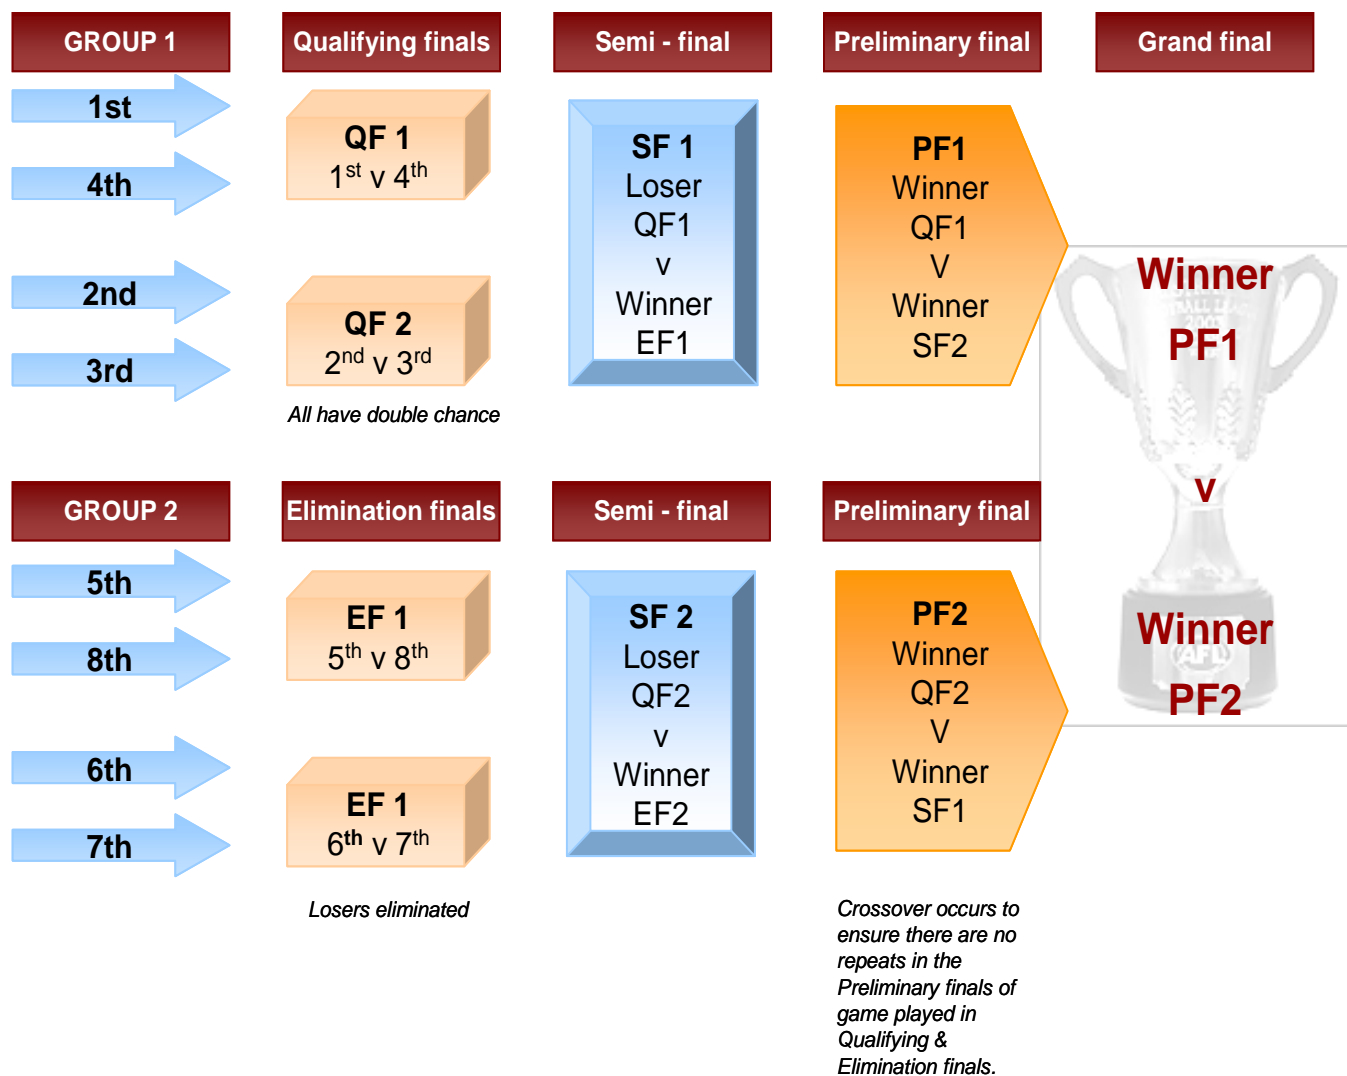 GROUP 1
Qualifying finals
Semi - final
Preliminary final
Grand final
1st
4th
2nd
3rd
QF 1
1st v 4th
QF 2
2nd v 3rd
All have double chance
SF 1
Loser
QF1
v
Winner
EF1
PF1
Winner
QF1
V
Winner
SF2
Winner
PF1
v
Winner
PF2
AFL
GROUP 2
Elimination finals
Semi - final
Preliminary final
5th
8th
6th
7th
EF 1
5th v 8th
EF 1
6th v 7th
Losers eliminated
SF 2
Loser
QF2
v
Winner
EF2
PF2
Winner
QF2
V
Winner
SF1
Crossover occurs to
ensure there are no
repeats in the
Preliminary finals of
game played in
Qualifying &
Elimination finals.